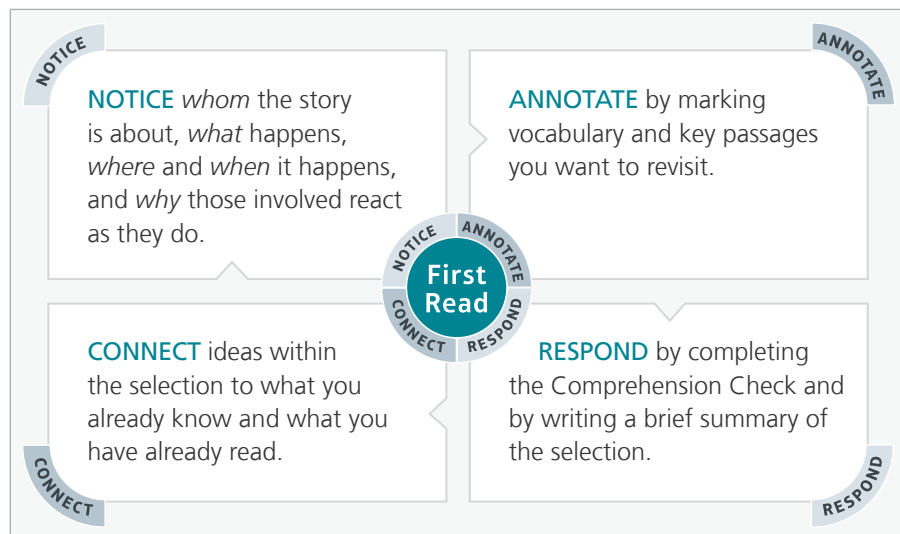 NOTICE
NOTICE whom the story
is about, what happens,
where and when it happens,
and why those involved react
as they do.
ANNOTATE
ANNOTATE by marking
vocabulary and key passages
you want to revisit.
NOTICE
ANNOTATE
First
Read
CONNECT
RESPOND
CONNECT ideas within
the selection to what you
already know and what you
have already read.
CONNECT
RESPOND by completing
the Comprehension Check and
by writing a brief summary of
the selection.
RESPOND